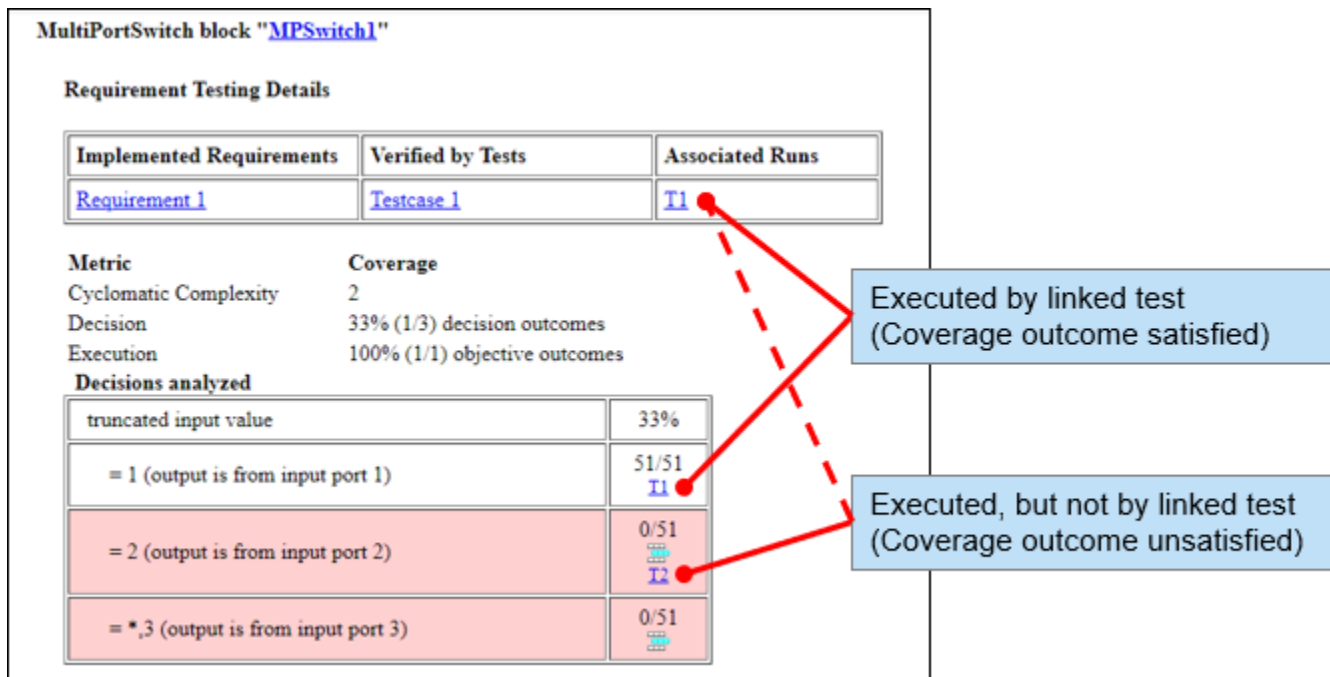 MultiPortSwitch block "MPSwitch1"
Requirement Testing Details
Implemented Requirements Verified by Tests Associated Runs
Requirement 1 Testcase 1 T1
Metric Coverage
Cyclomatic Complexity 2
Decision 33% (1/3) decision outcomes
Execution 100% (1/1) objective outcomes
Decisions analyzed
truncated input value 33%
= 1 (output is from input port 1) 51/51
T1
= 2 (output is from input port 2) 0/51
T2
= *,3 (output is from input port 3) 0/51
Executed by linked test
(Coverage outcome satisfied)
Executed, but not by linked test
(Coverage outcome unsatisfied)